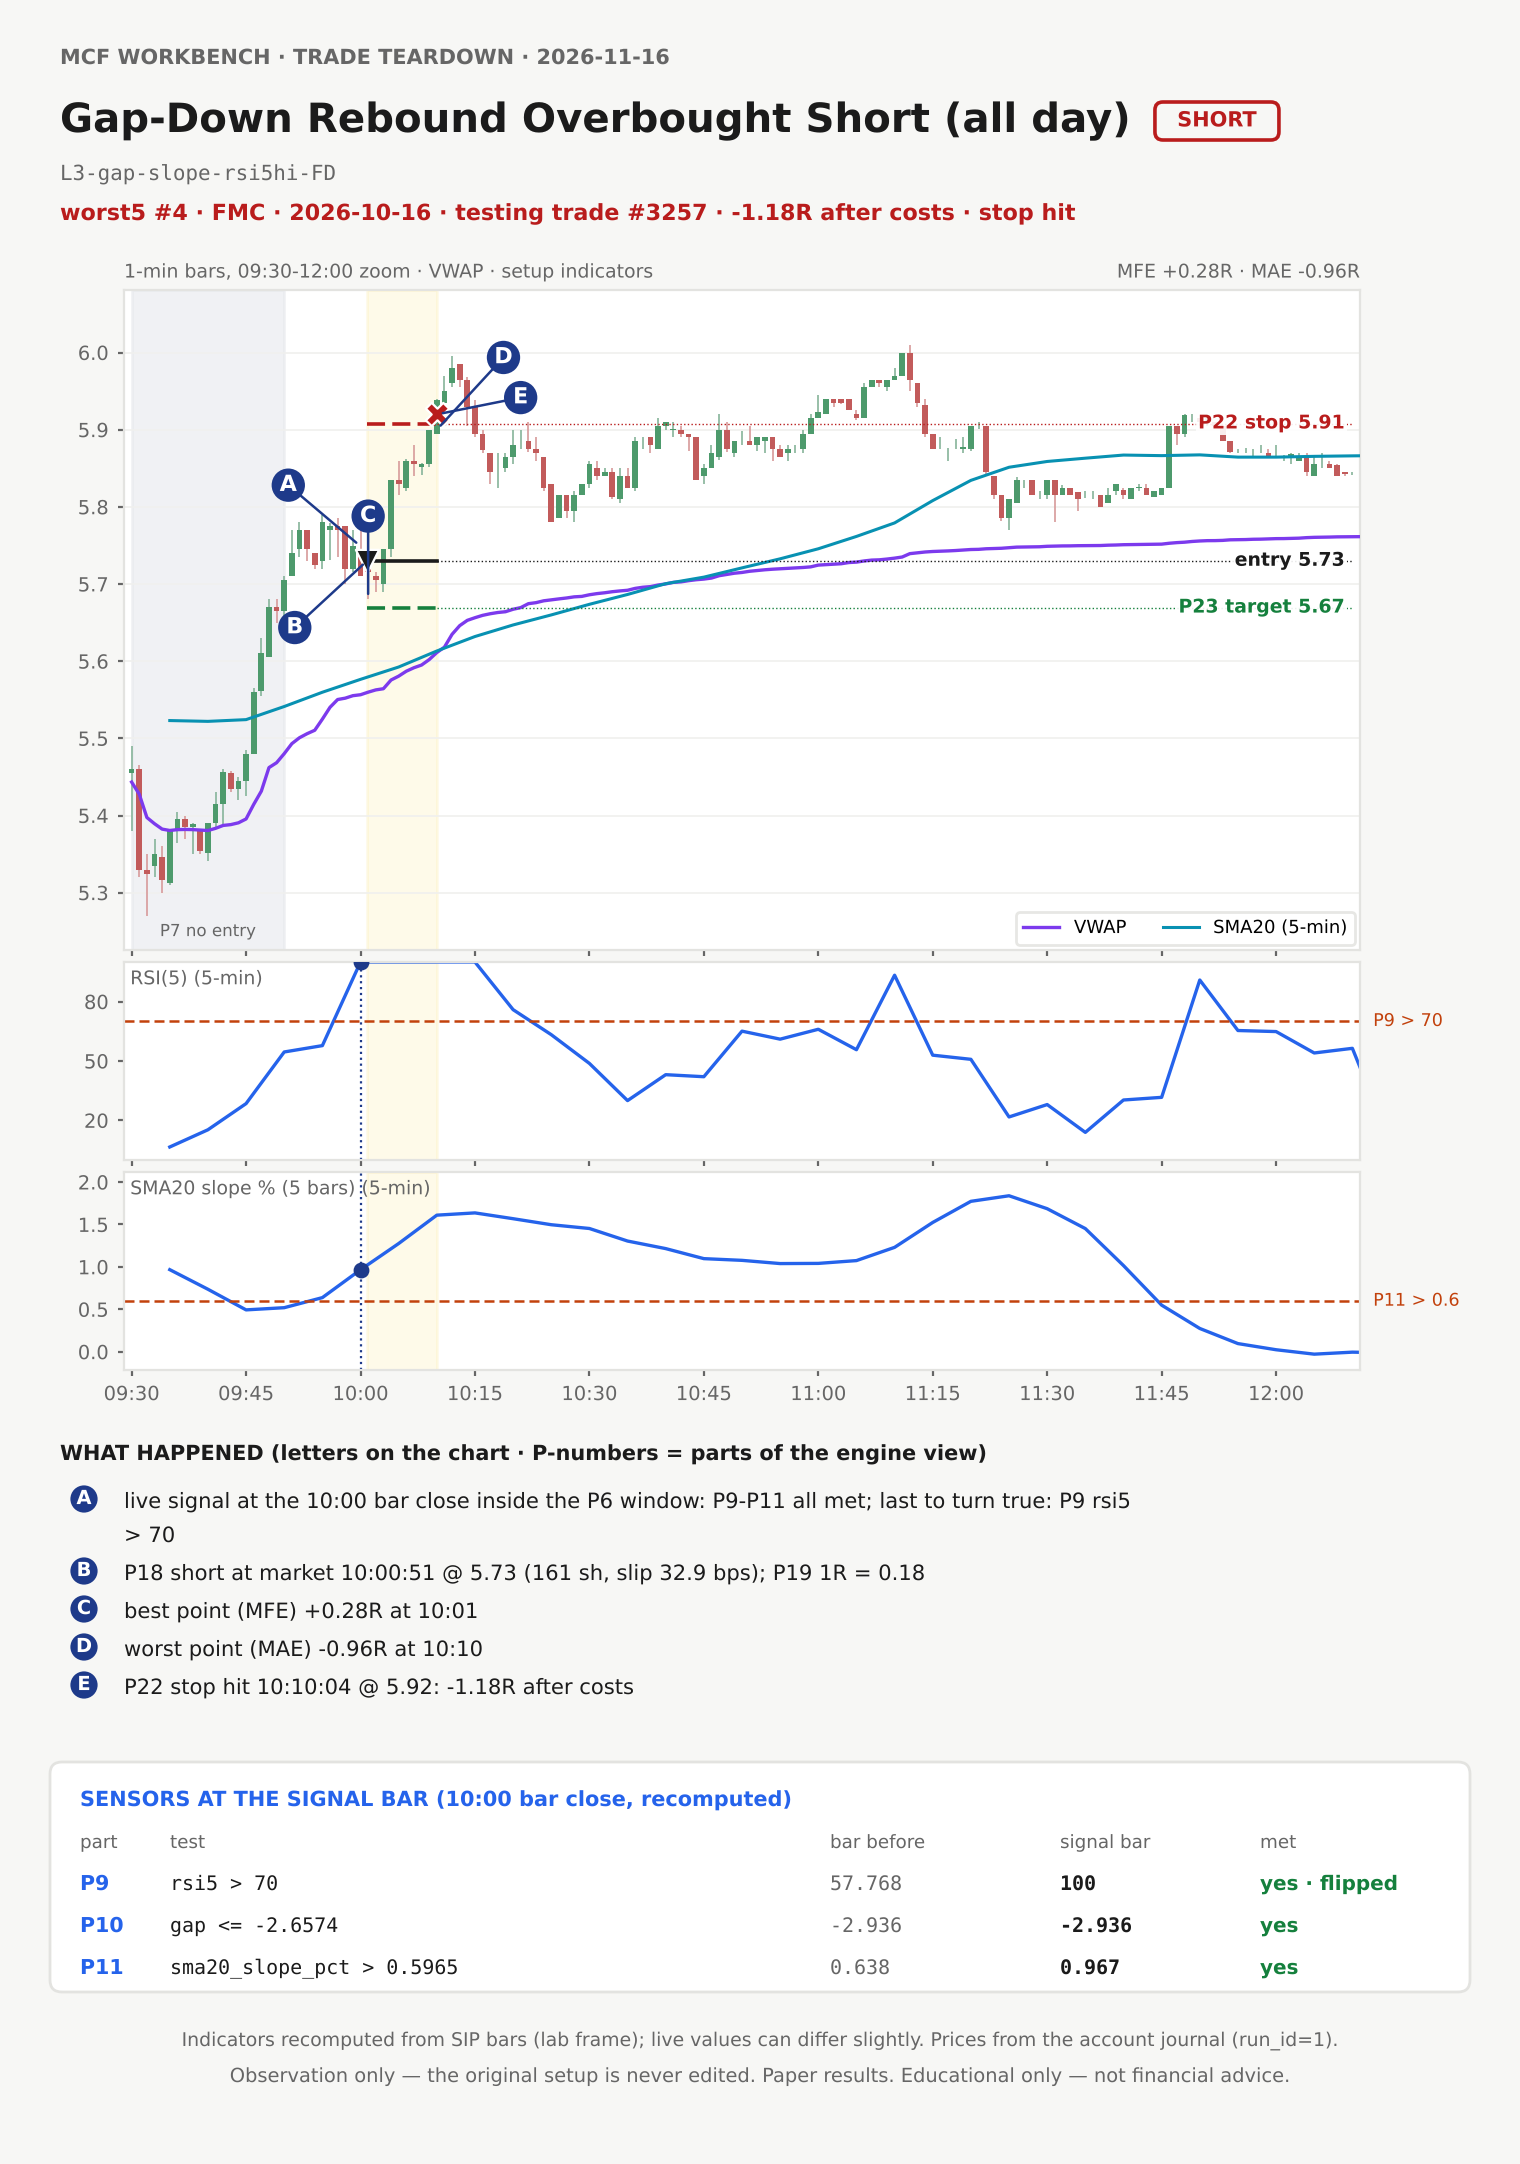 MCF WORKBENCH · TRADE TEARDOWN · 2026-11-16
Gap-Down Rebound Overbought Short (all day) SHORT
L3-gap-slope-rsi5hi-FD
worst5 #4 · FMC · 2026-10-16 · testing trade #3257 · -1.18R after costs · stop hit
1-min bars, 09:30-12:00 zoom · VWAP · setup indicators MFE +0.28R · MAE -0.96R
6.0
D
E
5.9
P22 stop 5.91
A
5.8
C
entry 5.73
5.7
P23 target 5.67
B
5.6
5.5
5.4
5.3
P7 no entry
VWAP SMA20 (5-min)
RSI(5) (5-min)
80
P9 > 70
50
20
2.0
SMA20 slope % (5 bars) (5-min)
1.5
1.0
0.5
P11 > 0.6
0.0
09:30 09:45 10:00 10:15 10:30 10:45 11:00 11:15 11:30 11:45 12:00
WHAT HAPPENED (letters on the chart · P-numbers = parts of the engine view)
A live signal at the 10:00 bar close inside the P6 window: P9-P11 all met; last to turn true: P9 rsi5
> 70
B P18 short at market 10:00:51 @ 5.73 (161 sh, slip 32.9 bps); P19 1R = 0.18
C best point (MFE) +0.28R at 10:01
D worst point (MAE) -0.96R at 10:10
E P22 stop hit 10:10:04 @ 5.92: -1.18R after costs
SENSORS AT THE SIGNAL BAR (10:00 bar close, recomputed)
part test bar before signal bar met
P9 rsi5 > 70 57.768 100 yes · flipped
P10 gap <= -2.6574 -2.936 -2.936 yes
P11 sma20_slope_pct > 0.5965 0.638 0.967 yes
Indicators recomputed from SIP bars (lab frame); live values can differ slightly. Prices from the account journal (run_id=1).
Observation only — the original setup is never edited. Paper results. Educational only — not financial advice.